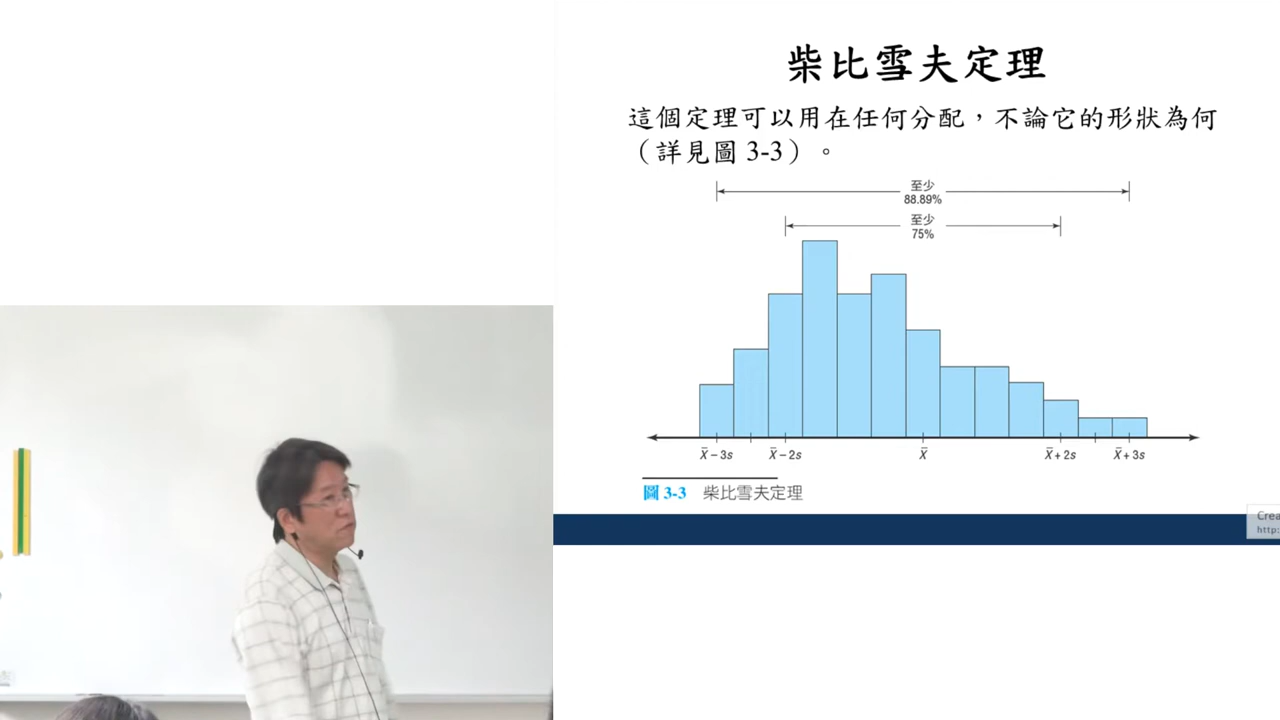 柴比雪夫定理
這個定理可以用在任何分配，不論它的形狀為何
（詳見圖 3-3）。
至少
88.89%
至少
75%
X̄ − 3s
X̄ − 2s
X̄
X̄ + 2s
X̄ + 3s
圖 3-3 柴比雪夫定理
Crea
http: